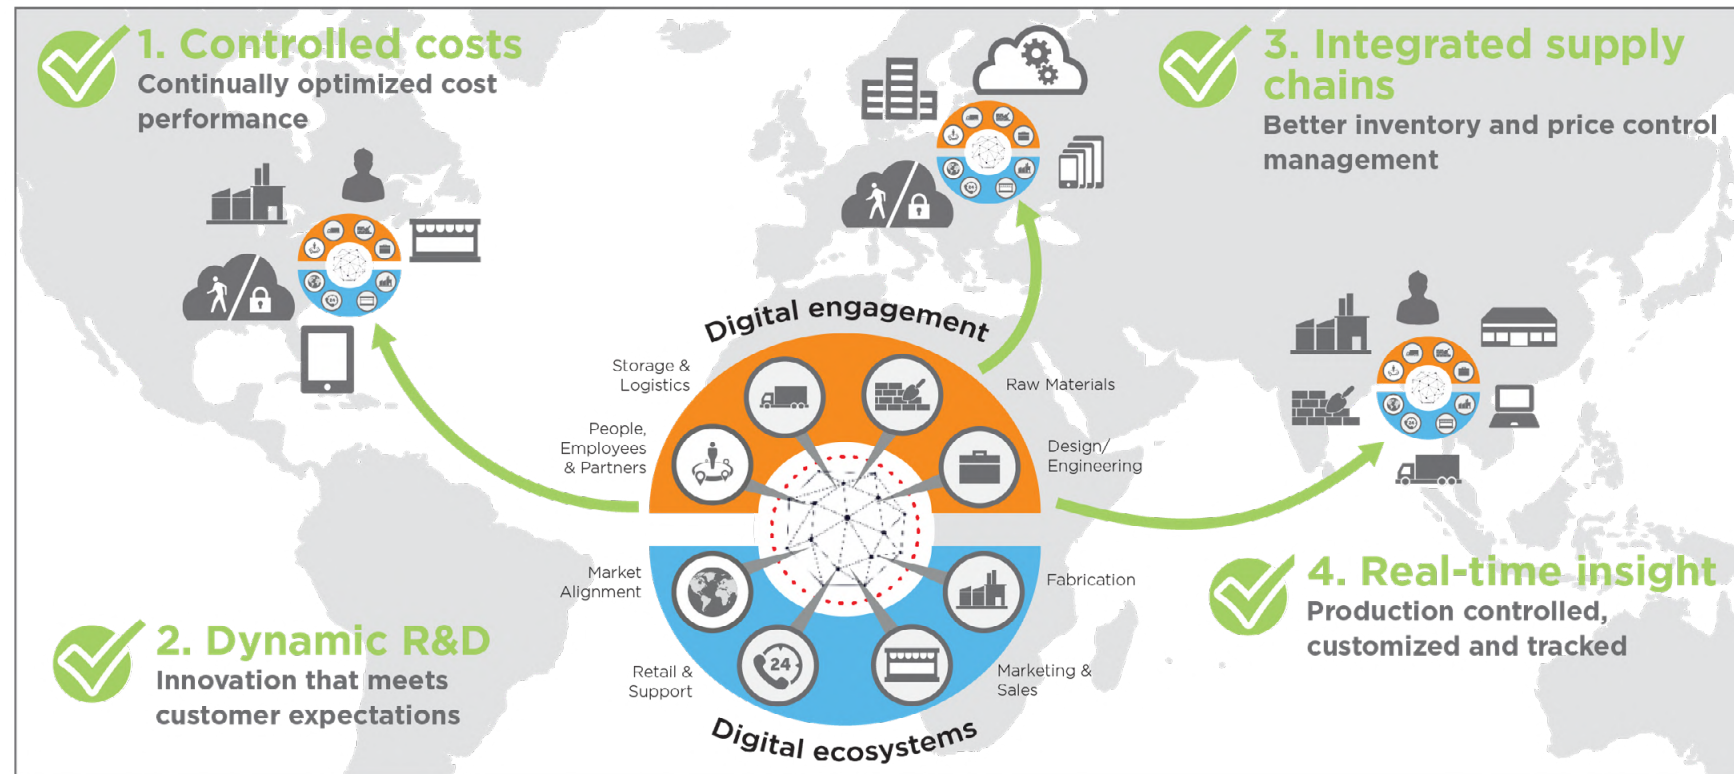 1. Controlled costs
Continually optimized cost
performance
3. Integrated supply
chains
Better inventory and price control
management
Digital engagement
Storage &
Logistics
Raw Materials
People,
Employees
& Partners
Design/
Engineering
Market
Alignment
Fabrication
24
Retail &
Support
Marketing &
Sales
Digital ecosystems
2. Dynamic R&D
Innovation that meets
customer expectations
4. Real-time insight
Production controlled,
customized and tracked